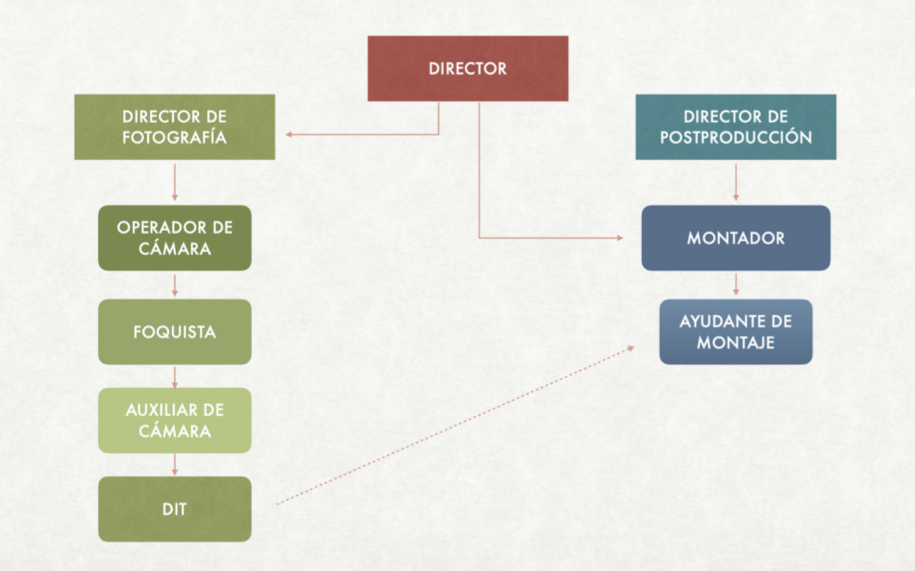 DIRECTOR
DIRECTOR DE
FOTOGRAFÍA
DIRECTOR DE
POSTPRODUCCIÓN
OPERADOR DE
CÁMARA
MONTADOR
FOQUISTA
AYUDANTE DE
MONTAJE
AUXILIAR DE
CÁMARA
DIT